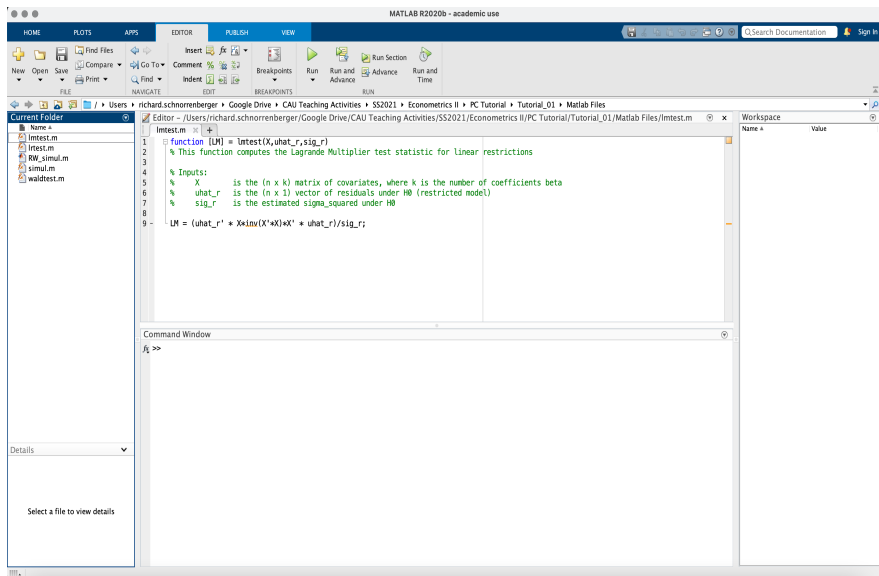 MATLAB R2020b - academic use
HOME PLOTS APPS EDITOR PUBLISH VIEW
Search Documentation
Sign In
New Open Save
Find Files
Compare
Print
FILE
Go To
Find
NAVIGATE
Insert
Comment
Indent
EDIT
Breakpoints
BREAKPOINTS
Run
Run and Advance
Run Section
Advance
Run and Time
RUN
/ Users richard.schnorrenberger Google Drive CAU Teaching Activities SS2021 Econometrics II PC Tutorial Tutorial_01 Matlab Files
Current Folder
Name
lmtest.m
lrtest.m
RW_simul.m
simul.m
waldtest.m
Details
Select a file to view details
Editor - /Users/richard.schnorrenberger/Google Drive/CAU Teaching Activities/SS2021/Econometrics II/PC Tutorial/Tutorial_01/Matlab Files/lmtest.m
lmtest.m
1 function [LM] = lmtest(X,uhat_r,sig_r)
2 % This function computes the Lagrande Multiplier test statistic for linear restrictions
3
4 % Inputs:
5 % X is the (n x k) matrix of covariates, where k is the number of coefficients beta
6 % uhat_r is the (n x 1) vector of residuals under H0 (restricted model)
7 % sig_r is the estimated sigma_squared under H0
8
9 - LM = (uhat_r' * X*inv(X'*X)*X' * uhat_r)/sig_r;
Command Window
fx >>
Workspace
Name Value